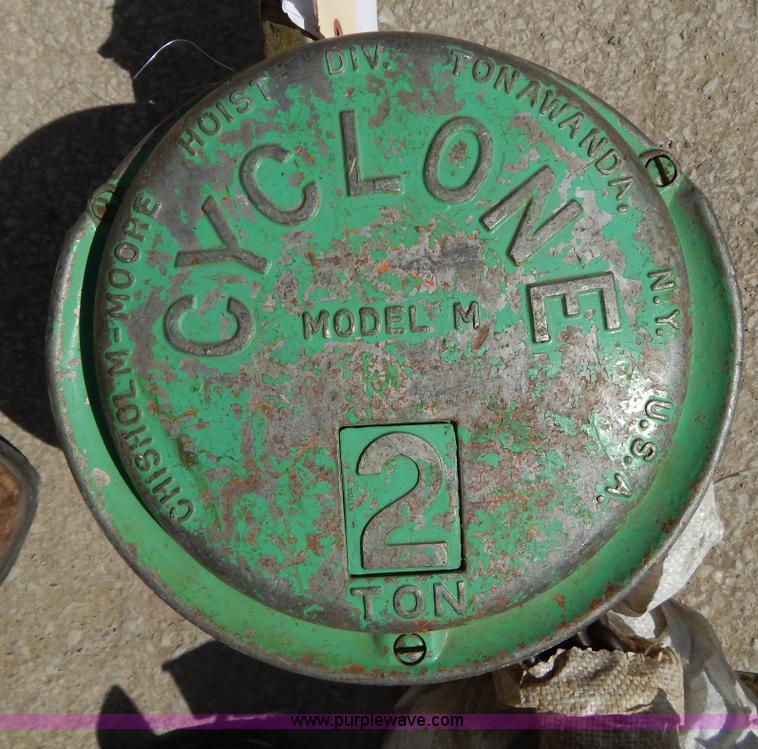 CHISHOLM-MOORE HOIST DIV. TONAWANDA, N.Y. U.S.A.
CYCLONE
MODEL M
2
TON
www.purplewave.com